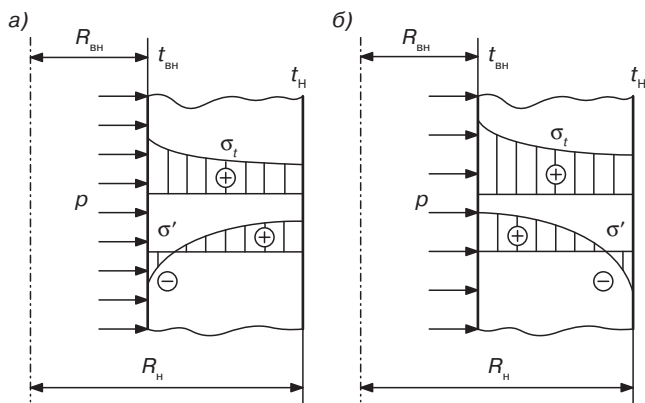 а)
R_вн
t_вн
t_н
σ_t
+
p
σ′
+
−
R_н
б)
R_вн
t_вн
t_н
σ_t
+
p
σ′
+
−
R_н